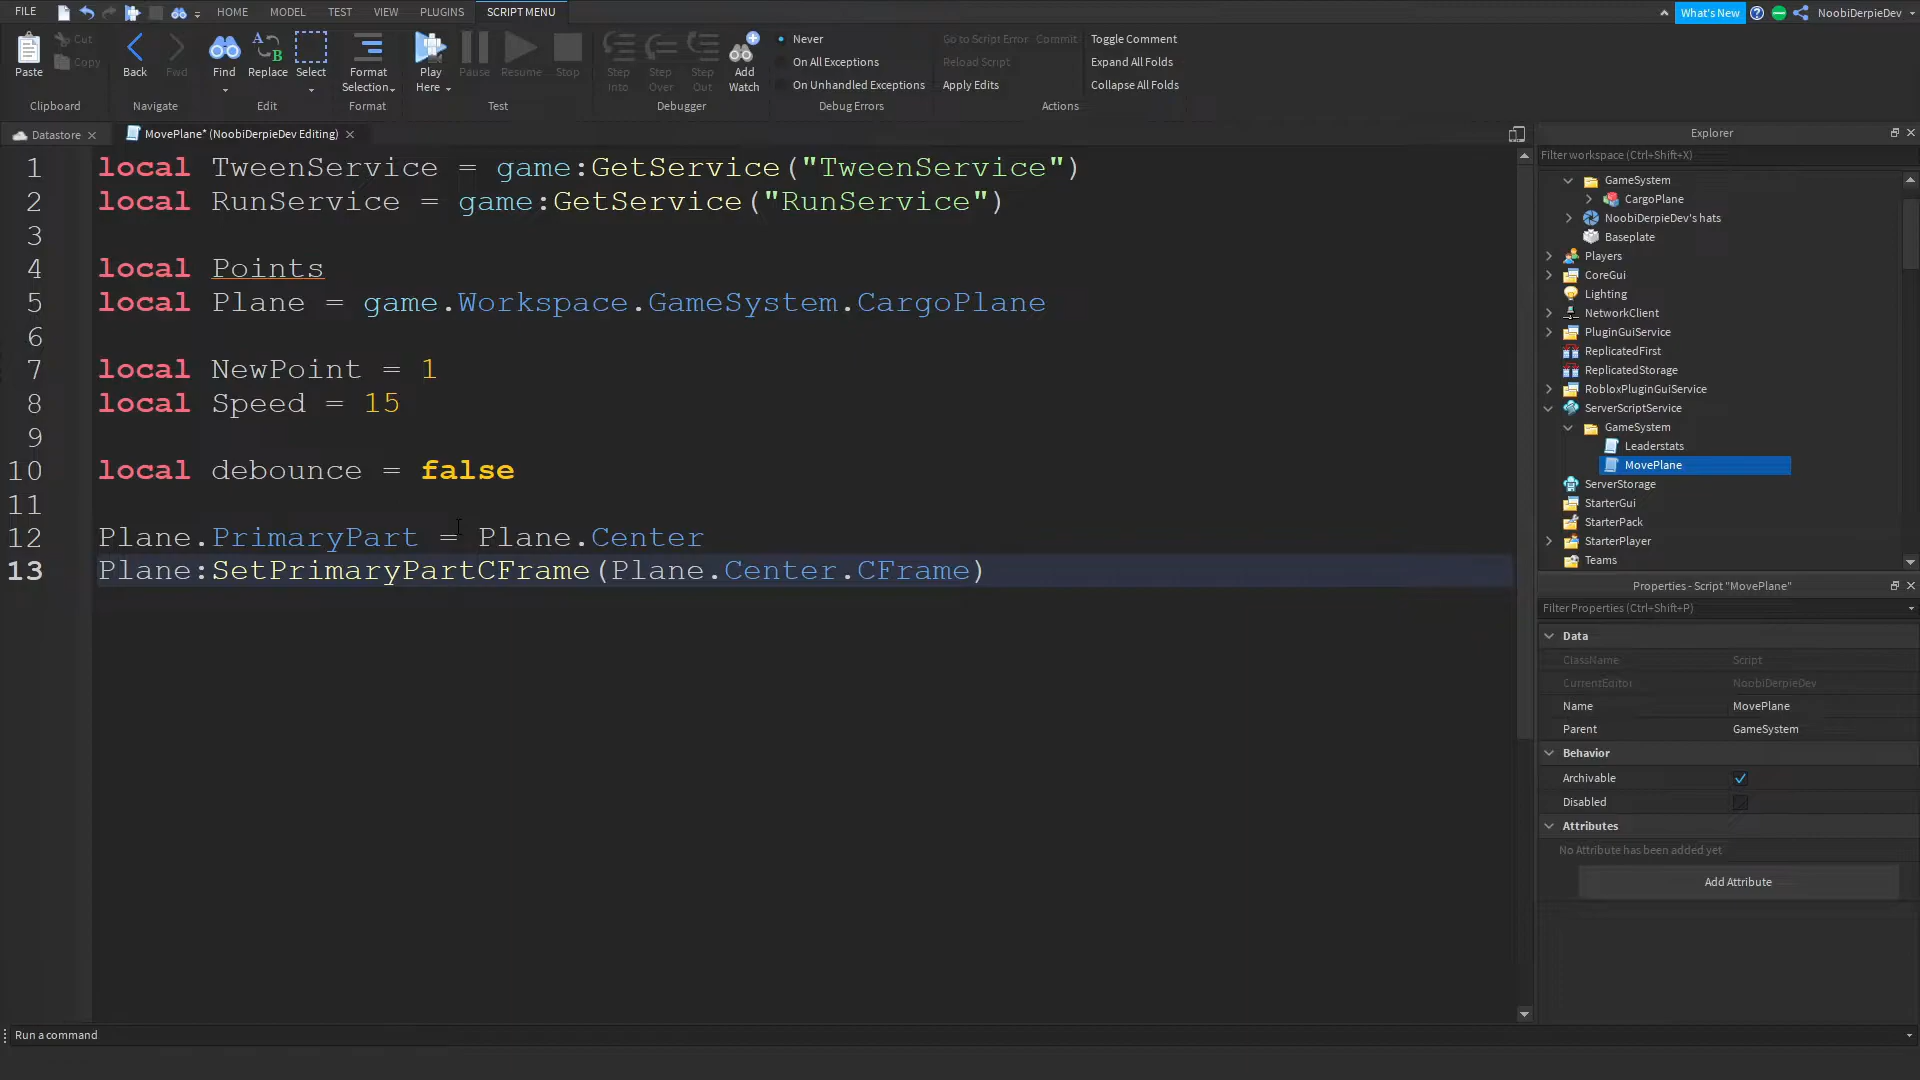 FILE HOME MODEL TEST VIEW PLUGINS SCRIPT MENU What's New NoobiDerpieDev
Paste Cut Copy Back Fwd Find Replace Select Format Selection Play Here Pause Resume Stop Step Into Step Over Step Out Add Watch
Never Go to Script Error Commit Toggle Comment
On All Exceptions Reload Script Expand All Folds
On Unhandled Exceptions Apply Edits Collapse All Folds
Clipboard Navigate Edit Format Test Debugger Debug Errors Actions
Datastore MovePlane* (NoobiDerpieDev Editing)
1 local TweenService = game:GetService("TweenService")
2 local RunService = game:GetService("RunService")
3
4 local Points
5 local Plane = game.Workspace.GameSystem.CargoPlane
6
7 local NewPoint = 1
8 local Speed = 15
9
10 local debounce = false
11
12 Plane.PrimaryPart = Plane.Center
13 Plane:SetPrimaryPartCFrame(Plane.Center.CFrame)
Explorer
Filter workspace (Ctrl+Shift+X)
GameSystem
CargoPlane
NoobiDerpieDev's hats
Baseplate
Players
CoreGui
Lighting
NetworkClient
PluginGuiService
ReplicatedFirst
ReplicatedStorage
RobloxPluginGuiService
ServerScriptService
GameSystem
Leaderstats
MovePlane
ServerStorage
StarterGui
StarterPack
StarterPlayer
Teams
Properties - Script "MovePlane"
Filter Properties (Ctrl+Shift+P)
Data
ClassName Script
CurrentEditor NoobiDerpieDev
Name MovePlane
Parent GameSystem
Behavior
Archivable
Disabled
Attributes
No Attribute has been added yet
Add Attribute
Run a command